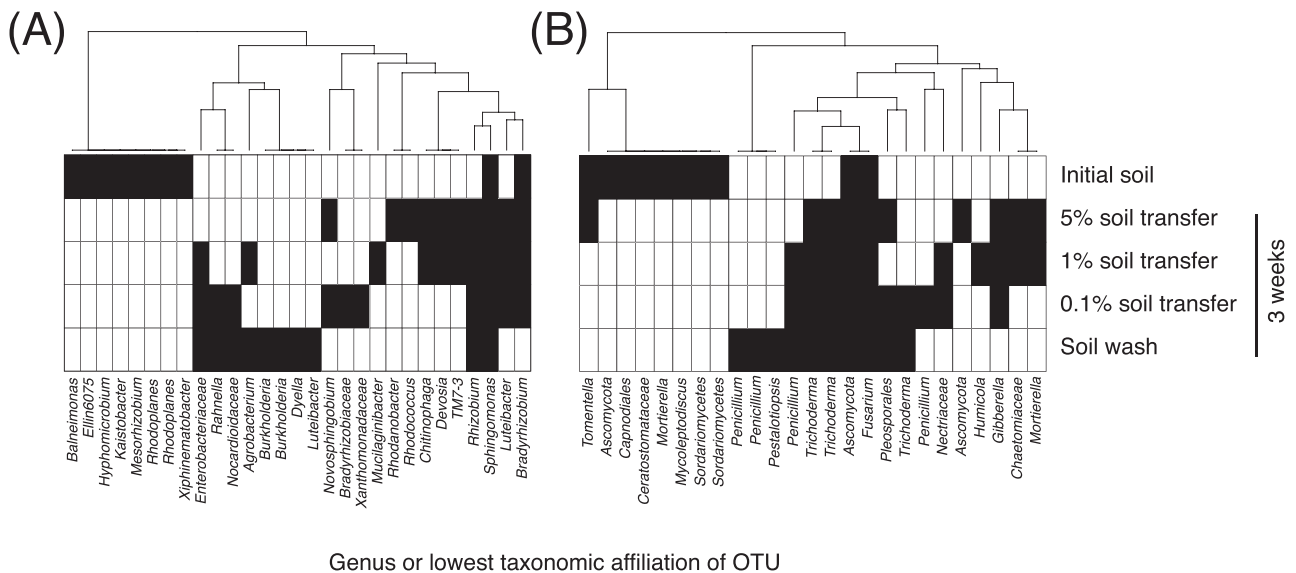 (A)
(B)
Initial soil
5% soil transfer
1% soil transfer
0.1% soil transfer
Soil wash
3 weeks
Balneimonas
Ellin6075
Hyphomicrobium
Kaistobacter
Mesorhizobium
Rhodoplanes
Rhodoplanes
Xiphinematobacter
Enterobacteriaceae
Rahnella
Nocardioidaceae
Agrobacterium
Burkholderia
Burkholderia
Dyella
Luteibacter
Novosphingobium
Bradyrhizobiaceae
Xanthomonadaceae
Mucilaginibacter
Rhodanobacter
Rhodococcus
Chitinophaga
Devosia
TM7-3
Rhizobium
Sphingomonas
Luteibacter
Bradyrhizobium
Tomentella
Ascomycota
Capnodiales
Ceratostomataceae
Mortierella
Mycoleptodiscus
Sordariomycetes
Sordariomycetes
Penicillium
Penicillium
Pestalotiopsis
Penicillium
Trichoderma
Trichoderma
Ascomycota
Fusarium
Pleosporales
Trichoderma
Penicillium
Nectriaceae
Ascomycota
Humicola
Gibberella
Chaetomiaceae
Mortierella
Genus or lowest taxonomic affiliation of OTU